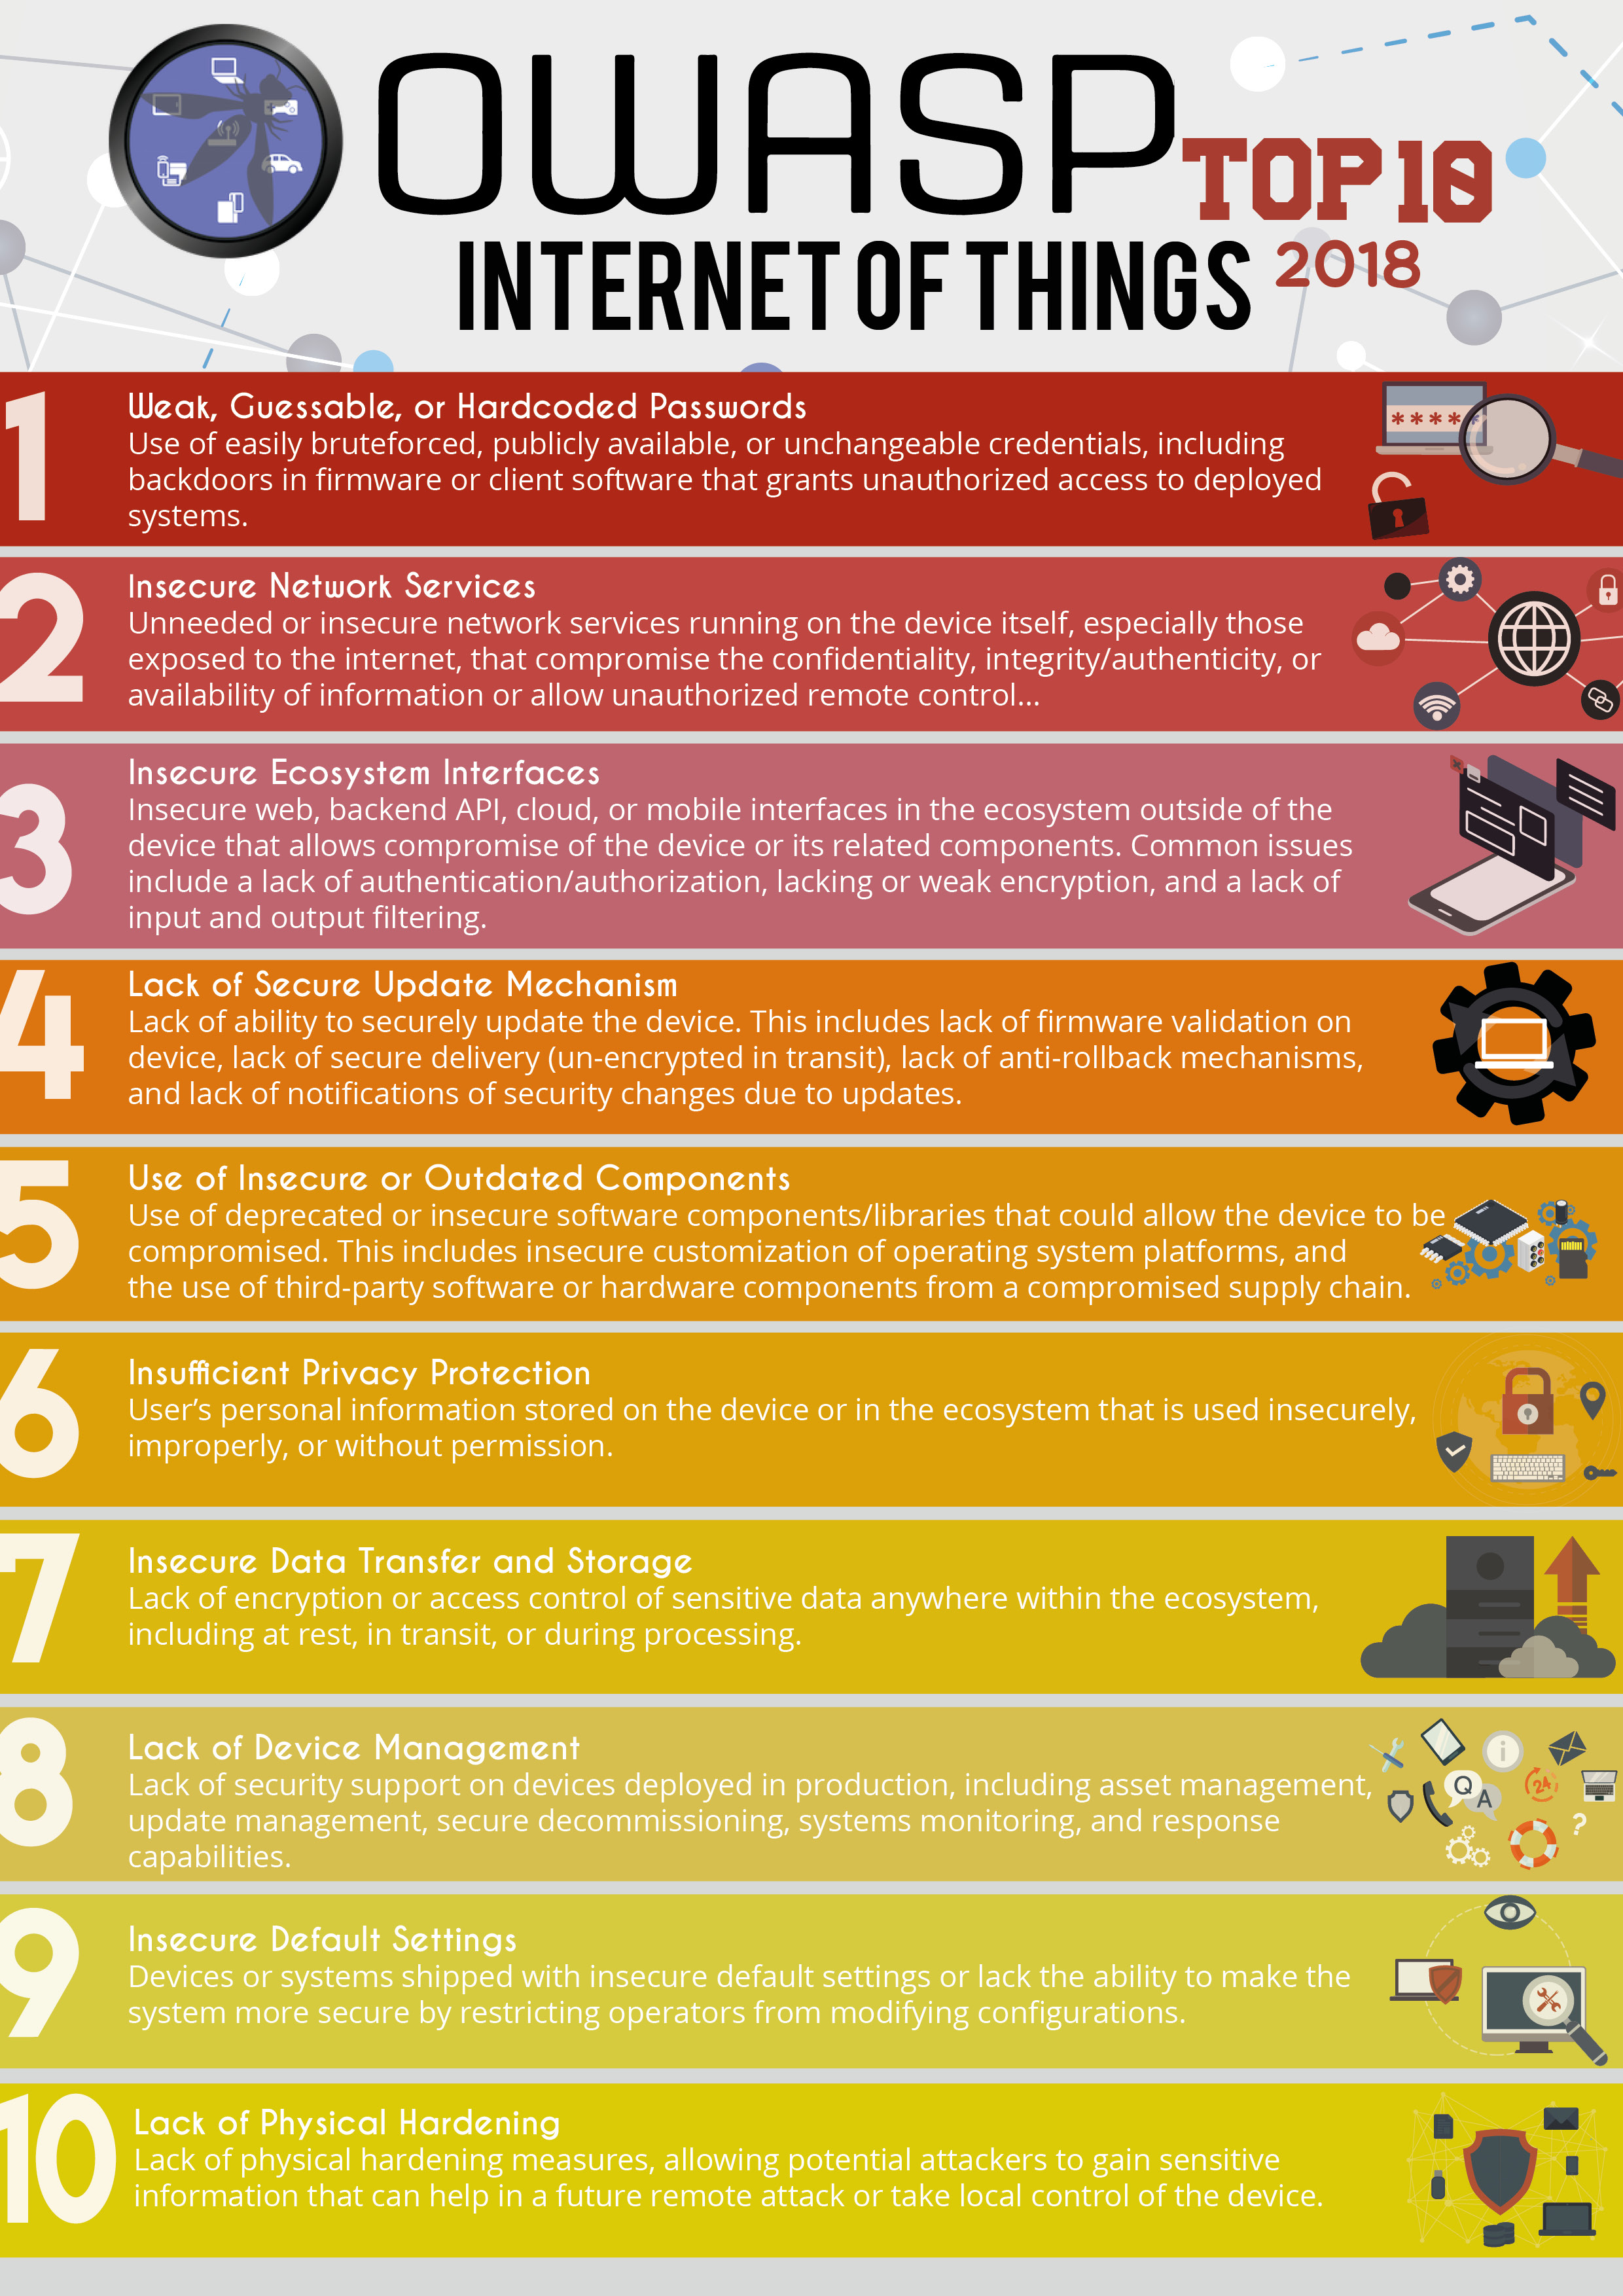 OWASP
TOP 10
INTERNET OF THINGS
2018
1
Weak, Guessable, or Hardcoded Passwords
Use of easily bruteforced, publicly available, or unchangeable credentials, including
backdoors in firmware or client software that grants unauthorized access to deployed
systems.
****
2
Insecure Network Services
Unneeded or insecure network services running on the device itself, especially those
exposed to the internet, that compromise the confidentiality, integrity/authenticity, or
availability of information or allow unauthorized remote control...
3
Insecure Ecosystem Interfaces
Insecure web, backend API, cloud, or mobile interfaces in the ecosystem outside of the
device that allows compromise of the device or its related components. Common issues
include a lack of authentication/authorization, lacking or weak encryption, and a lack of
input and output filtering.
4
Lack of Secure Update Mechanism
Lack of ability to securely update the device. This includes lack of firmware validation on
device, lack of secure delivery (un-encrypted in transit), lack of anti-rollback mechanisms,
and lack of notifications of security changes due to updates.
5
Use of Insecure or Outdated Components
Use of deprecated or insecure software components/libraries that could allow the device to be
compromised. This includes insecure customization of operating system platforms, and
the use of third-party software or hardware components from a compromised supply chain.
6
Insufficient Privacy Protection
User’s personal information stored on the device or in the ecosystem that is used insecurely,
improperly, or without permission.
7
Insecure Data Transfer and Storage
Lack of encryption or access control of sensitive data anywhere within the ecosystem,
including at rest, in transit, or during processing.
8
Lack of Device Management
Lack of security support on devices deployed in production, including asset management,
update management, secure decommissioning, systems monitoring, and response
capabilities.
i
Q
A
24
?
9
Insecure Default Settings
Devices or systems shipped with insecure default settings or lack the ability to make the
system more secure by restricting operators from modifying configurations.
10
Lack of Physical Hardening
Lack of physical hardening measures, allowing potential attackers to gain sensitive
information that can help in a future remote attack or take local control of the device.